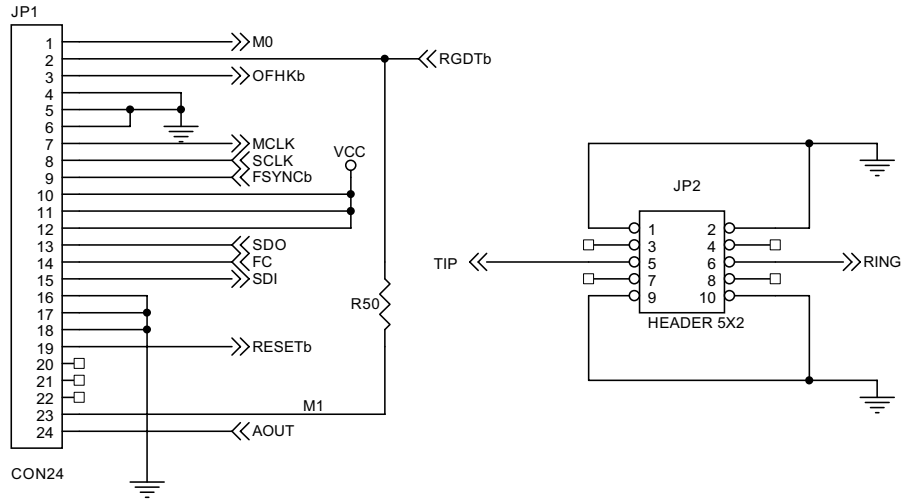 JP1
1 M0
2 RGDTb
3 OFHKb
4
5
6
7 MCLK
8 SCLK
9 FSYNCb
VCC
10
11
12
13 SDO
14 FC
15 SDI
16
17
18
19 RESETb
20
21
22
23 M1
24 AOUT
CON24
R50
JP2
1 2
3 4
TIP 5 6 RING
7 8
9 10
HEADER 5X2